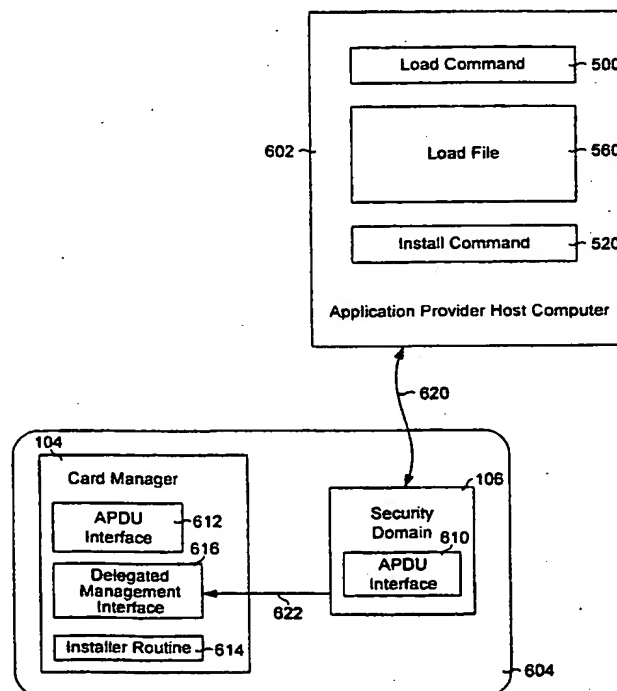 Load Command
500
602
Load File
560
Install Command
520
Application Provider Host Computer
620
104
Card Manager
106
APDU
Interface
612
616
Security
Domain
610
APDU
Interface
Delegated
Management
Interface
622
Installer Routine
614
604